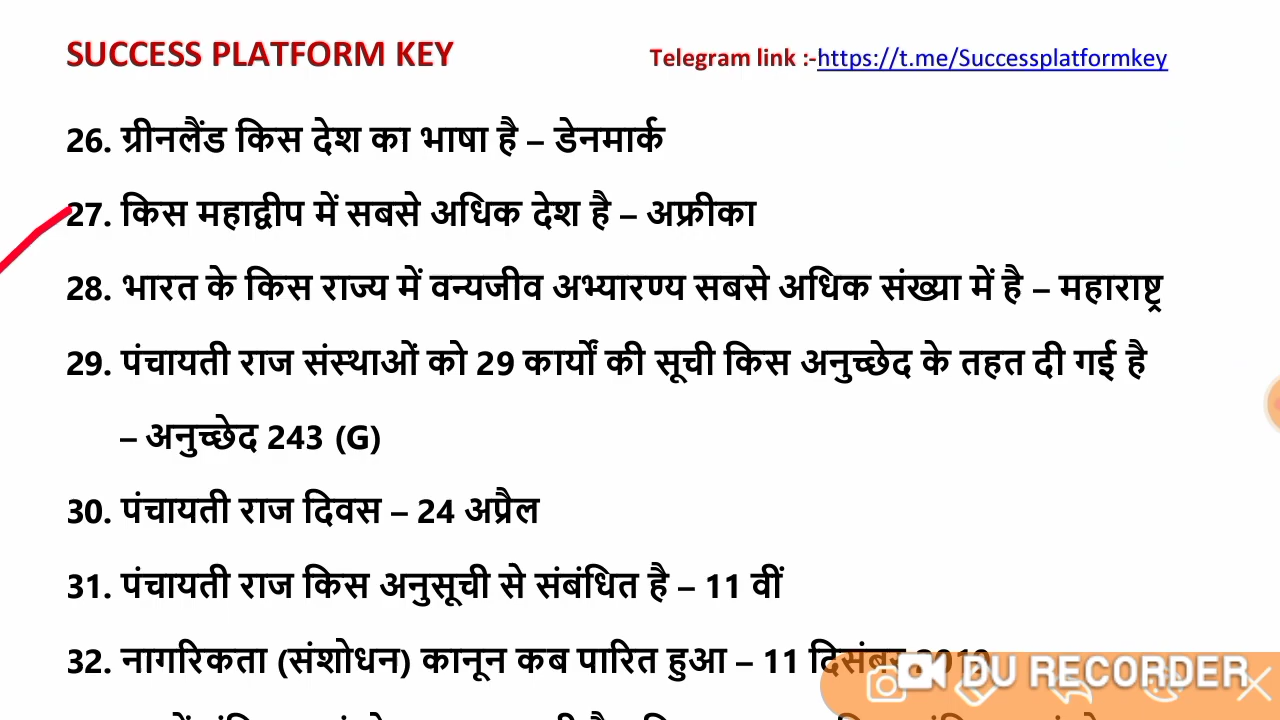 SUCCESS PLATFORM KEY Telegram link :-https://t.me/Successplatformkey
26. ग्रीनलैंड किस देश का भाषा है – डेनमार्क
27. किस महाद्वीप में सबसे अधिक देश है – अफ्रीका
28. भारत के किस राज्य में वन्यजीव अभ्यारण्य सबसे अधिक संख्या में है – महाराष्ट्र
29. पंचायती राज संस्थाओं को 29 कार्यों की सूची किस अनुच्छेद के तहत दी गई है
– अनुच्छेद 243 (G)
30. पंचायती राज दिवस – 24 अप्रैल
31. पंचायती राज किस अनुसूची से संबंधित है – 11 वीं
32. नागरिकता (संशोधन) कानून कब पारित हुआ – 11 दिसंबर 2019
DU RECORDER